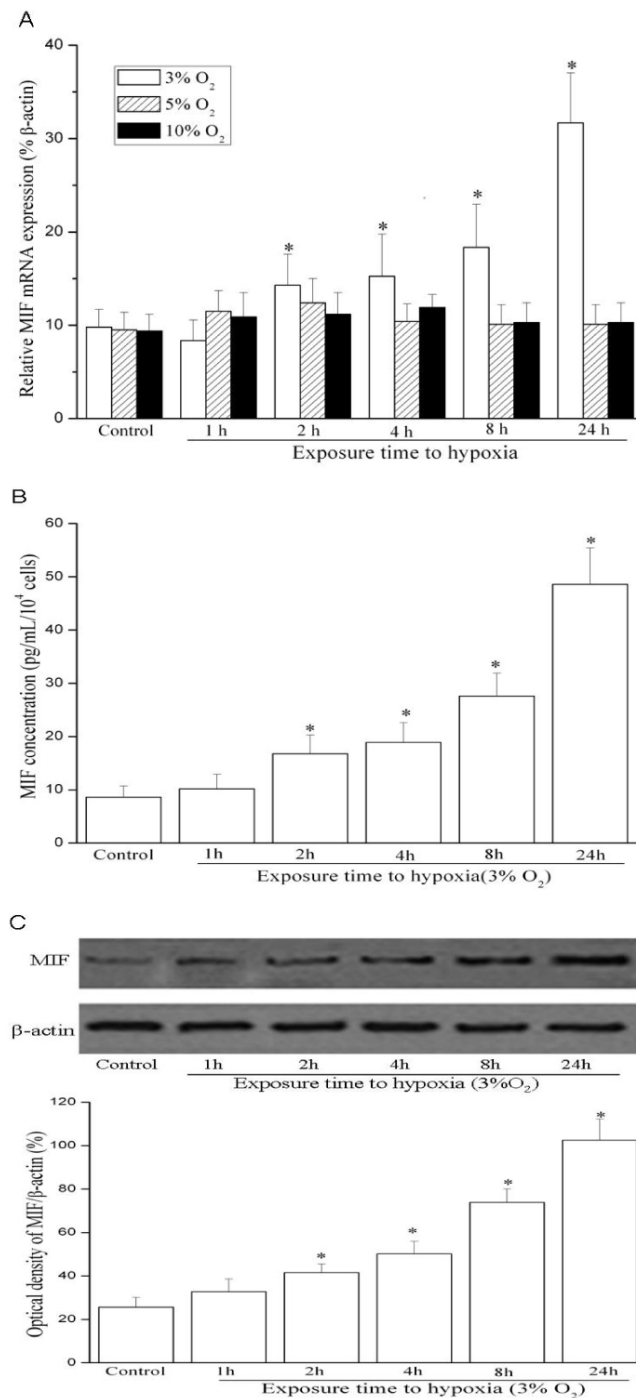 A
Relative MIF mRNA expression (% β-actin)
40
30
20
10
0
3% O₂
5% O₂
10% O₂
*
*
*
*
Control
1 h
2 h
4 h
8 h
24 h
Exposure time to hypoxia
B
MIF concentration (pg/mL/10⁴ cells)
60
50
40
30
20
10
0
*
*
*
*
Control
1h
2h
4h
8h
24h
Exposure time to hypoxia(3% O₂)
C
MIF
β-actin
Control
1h
2h
4h
8h
24h
Exposure time to hypoxia (3%O₂)
Optical density of MIF/β-actin (%)
120
100
80
60
40
20
0
*
*
*
*
Control
1h
2h
4h
8h
24h
Exposure time to hypoxia (3% O₂)